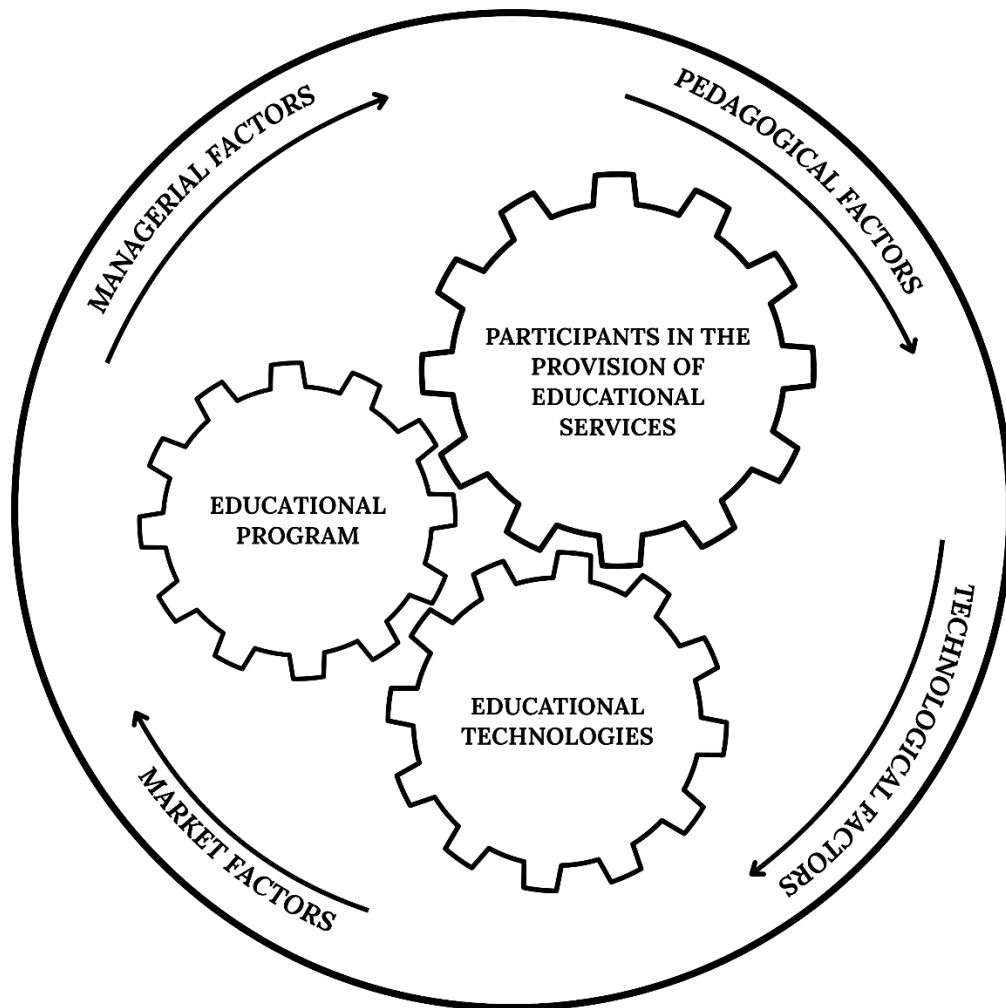 MANAGERIAL FACTORS
PEDAGOGICAL FACTORS
PARTICIPANTS IN THE
PROVISION OF
EDUCATIONAL
SERVICES
EDUCATIONAL
PROGRAM
EDUCATIONAL
TECHNOLOGIES
TECHNOLOGICAL FACTORS
MARKET FACTORS